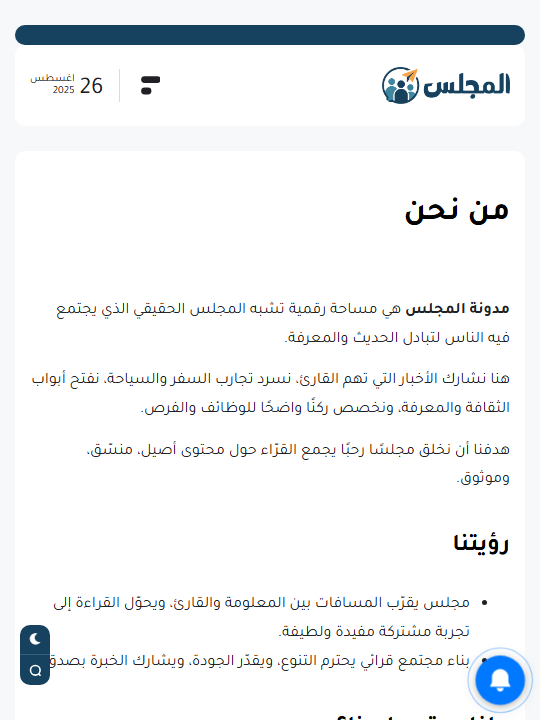 المجلس
26
اغسطس
2025
من نحن
مدونة المجلس هي مساحة رقمية تشبه المجلس الحقيقي الذي يجتمع
فيه الناس لتبادل الحديث والمعرفة.
هنا نشارك الأخبار التي تهم القارئ، نسرد تجارب السفر والسياحة، نفتح أبواب
الثقافة والمعرفة، ونخصص ركنًا واضحًا للوظائف والفرص.
هدفنا أن نخلق مجلسًا رحبًا يجمع القرّاء حول محتوى أصيل، منسّق،
وموثوق.
رؤيتنا
مجلس يقرّب المسافات بين المعلومة والقارئ، ويحوّل القراءة إلى
تجربة مشتركة مفيدة ولطيفة.
بناء مجتمع قرائي يحترم التنوع، ويقدّر الجودة، ويشارك الخبرة بصدق